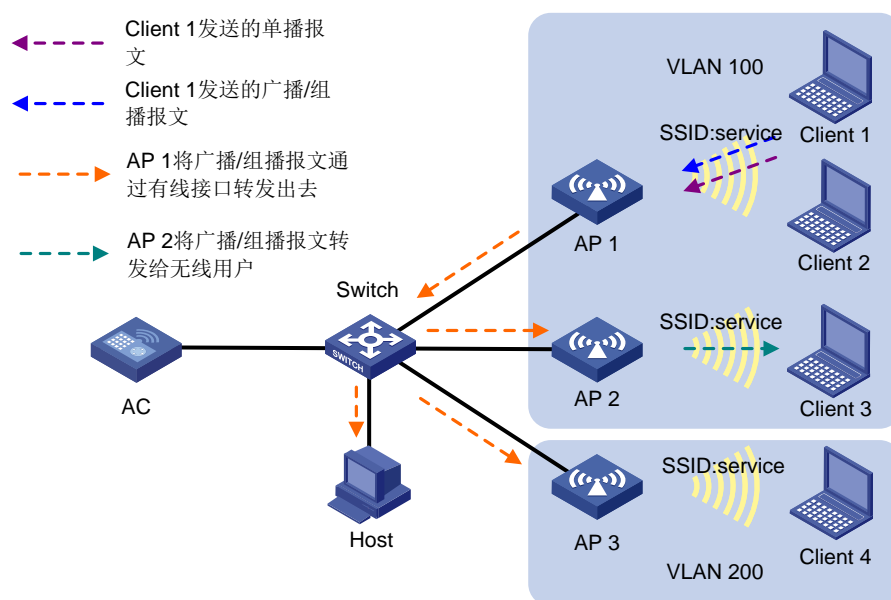 Client 1发送的单播报
文
Client 1发送的广播/组
播报文
AP 1将广播/组播报文通
过有线接口转发出去
AP 2将广播/组播报文转
发给无线用户
VLAN 100
SSID:service
Client 1
AP 1
Client 2
Switch
SSID:service
SWITCH
AC
AP 2
Client 3
SSID:service
Host
AP 3
Client 4
VLAN 200